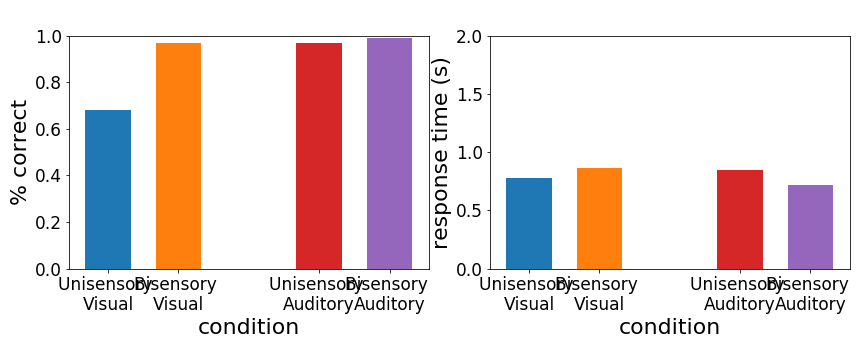 % correct
1.0
0.8
0.6
0.4
0.2
0.0
Unisensory Bisensory Unisensory Bisensory
Visual Visual Auditory Auditory
condition
response time (s)
2.0
1.5
1.0
0.5
0.0
Unisensory Bisensory Unisensory Bisensory
Visual Visual Auditory Auditory
condition